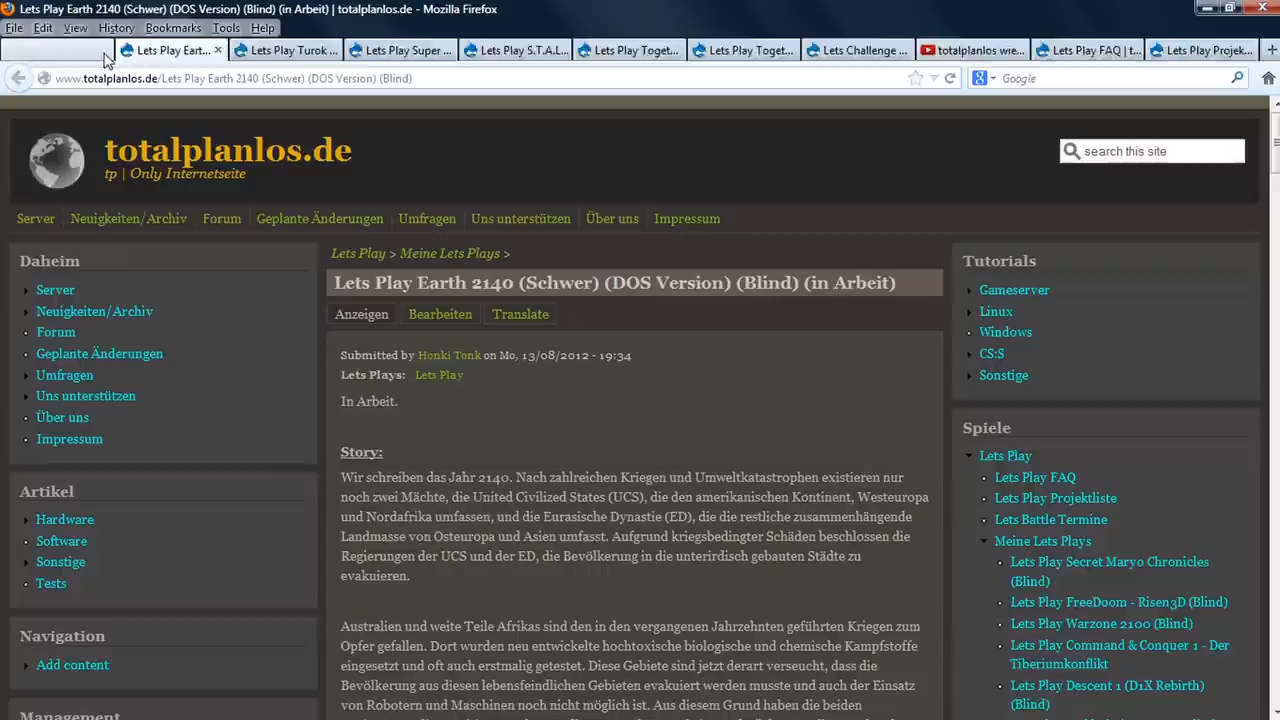 Lets Play Earth 2140 (Schwer) (DOS Version) (Blind) (in Arbeit) | totalplanlos.de - Mozilla Firefox
File Edit View History Bookmarks Tools Help
Lets Play Eart... × Lets Play Turok ... Lets Play Super ... Lets Play S.T.A.L... Lets Play Toget... Lets Play Toget... Lets Challenge ... totalplanlos wie... Lets Play FAQ | t... Lets Play Projek... +
www.totalplanlos.de/Lets Play Earth 2140 (Schwer) (DOS Version) (Blind)
Google
totalplanlos.de
tp | Only Internetseite
search this site
Server Neuigkeiten/Archiv Forum Geplante Änderungen Umfragen Uns unterstützen Über uns Impressum
Daheim
Server
Neuigkeiten/Archiv
Forum
Geplante Änderungen
Umfragen
Uns unterstützen
Über uns
Impressum
Artikel
Hardware
Software
Sonstige
Tests
Navigation
Add content
Management
Lets Play > Meine Lets Plays >
Lets Play Earth 2140 (Schwer) (DOS Version) (Blind) (in Arbeit)
Anzeigen Bearbeiten Translate
Submitted by Honki Tonk on Mo, 13/08/2012 - 19:34
Lets Plays: Lets Play
In Arbeit.
Story:
Wir schreiben das Jahr 2140. Nach zahlreichen Kriegen und Umweltkatastrophen existieren nur
noch zwei Mächte, die United Civilized States (UCS), die den amerikanischen Kontinent, Westeuropa
und Nordafrika umfassen, und die Eurasische Dynastie (ED), die die restliche zusammenhängende
Landmasse von Osteuropa und Asien umfasst. Aufgrund kriegsbedingter Schäden beschlossen die
Regierungen der UCS und der ED, die Bevölkerung in die unterirdisch gebauten Städte zu
evakuieren.
Australien und weite Teile Afrikas sind den in den vergangenen Jahrzehnten geführten Kriegen zum
Opfer gefallen. Dort wurden neu entwickelte hochtoxische biologische und chemische Kampfstoffe
eingesetzt und oft auch erstmalig getestet. Diese Gebiete sind jetzt derart verseucht, dass die
Bevölkerung aus diesen lebensfeindlichen Gebieten evakuiert werden musste und auch der Einsatz
von Robotern und Maschinen noch nicht möglich ist. Aus diesem Grund haben die beiden
Tutorials
Gameserver
Linux
Windows
CS:S
Sonstige
Spiele
Lets Play
Lets Play FAQ
Lets Play Projektliste
Lets Battle Termine
Meine Lets Plays
Lets Play Secret Maryo Chronicles
(Blind)
Lets Play FreeDoom - Risen3D (Blind)
Lets Play Warzone 2100 (Blind)
Lets Play Command & Conquer 1 - Der
Tiberiumkonflikt
Lets Play Descent 1 (D1X Rebirth)
(Blind)